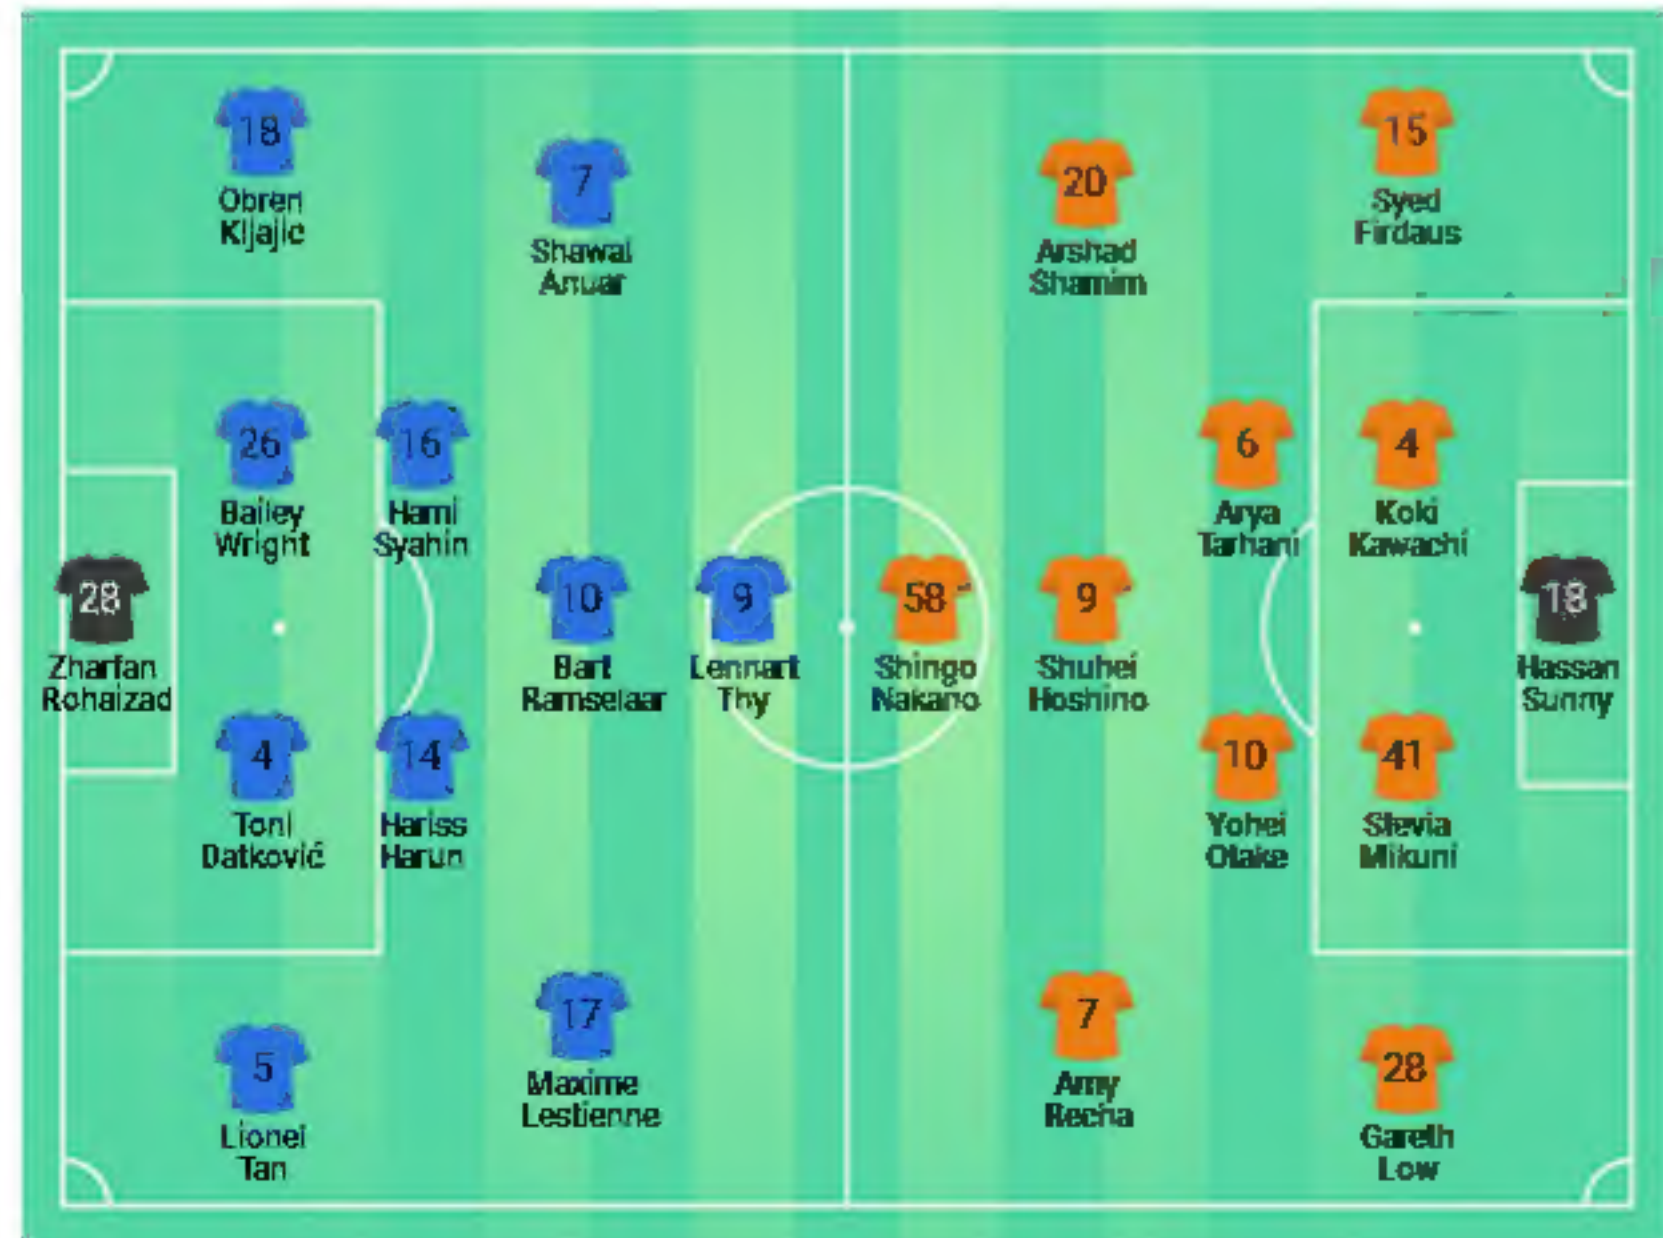 18
Obren
Kljajic
7
Shawal
Anuar
20
Arshad
Shamim
15
Syed
Firdaus
26
Bailey
Wright
16
Hami
Syahin
6
Arya
Tarhani
4
Koki
Kawachi
28
Zharfan
Rohaizad
10
Bart
Ramselaar
9
Lennart
Thy
58
Shingo
Nakano
9
Shuhei
Hoshino
18
Hassan
Sunny
4
Toni
Datković
14
Hariss
Harun
10
Yohei
Otake
41
Stevia
Mikuni
5
Lionel
Tan
17
Maxime
Lestienne
7
Amy
Recha
28
Gareth
Low